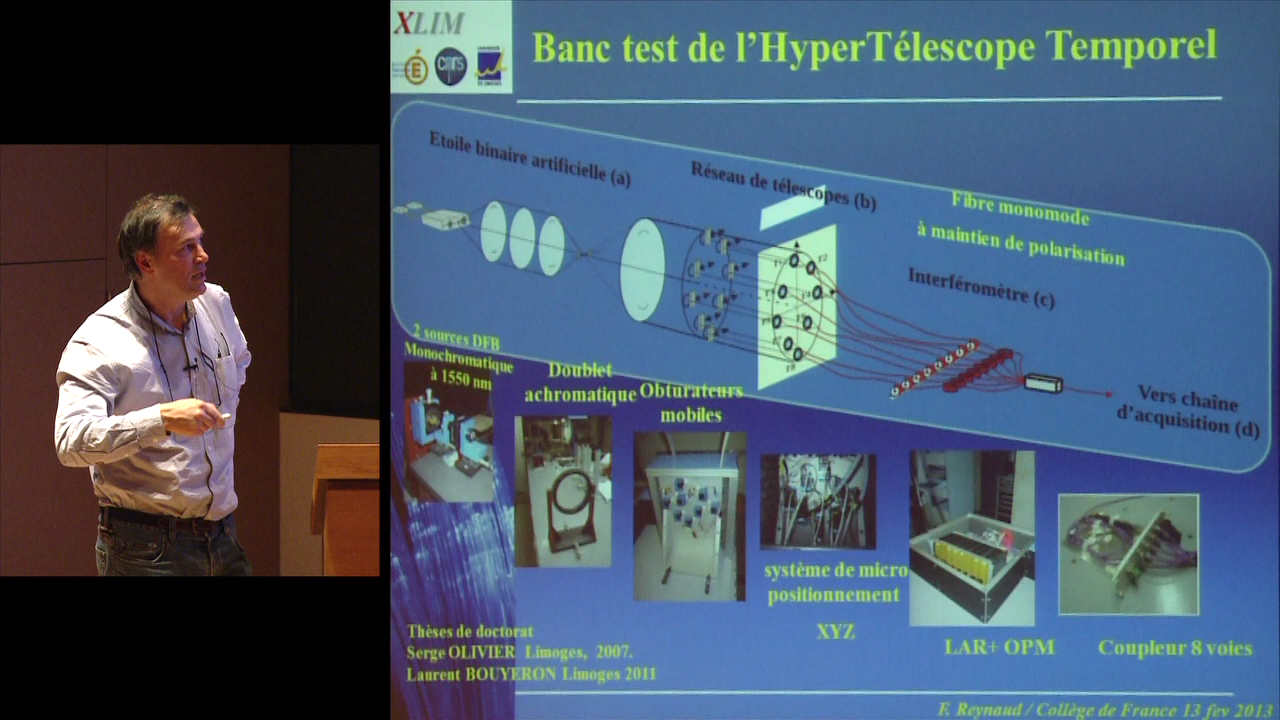 XLIM
cnrs
Banc test de l'HyperTélescope Temporel
Etoile binaire artificielle (a)
Réseau de télescopes (b)
Fibre monomode
à maintien de polarisation
Interféromètre (c)
2 sources DFB
Monochromatique
à 1550 nm
Doublet
achromatique
Obturateurs
mobiles
Vers chaîne
d'acquisition (d)
système de micro
positionnement
XYZ
LAR+ OPM
Coupleur 8 voies
Thèses de doctorat
Serge OLIVIER Limoges, 2007.
Laurent BOUYERON Limoges 2011
F. Reynaud / Collège de France 13 fev 2013